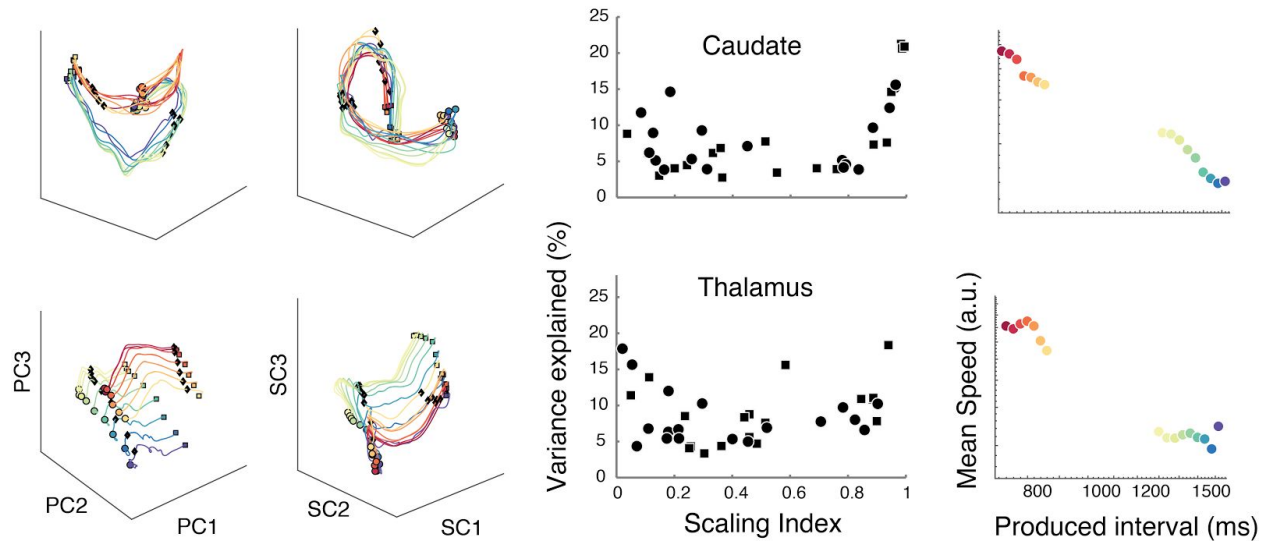 25
20
15
10
5
0
Caudate
Variance explained (%)
PC3
PC2
PC1
SC3
SC2
SC1
25
20
15
10
5
0
Thalamus
0 0.2 0.4 0.6 0.8 1
Scaling Index
Mean Speed (a.u.)
800 1000 1200 1500
Produced interval (ms)